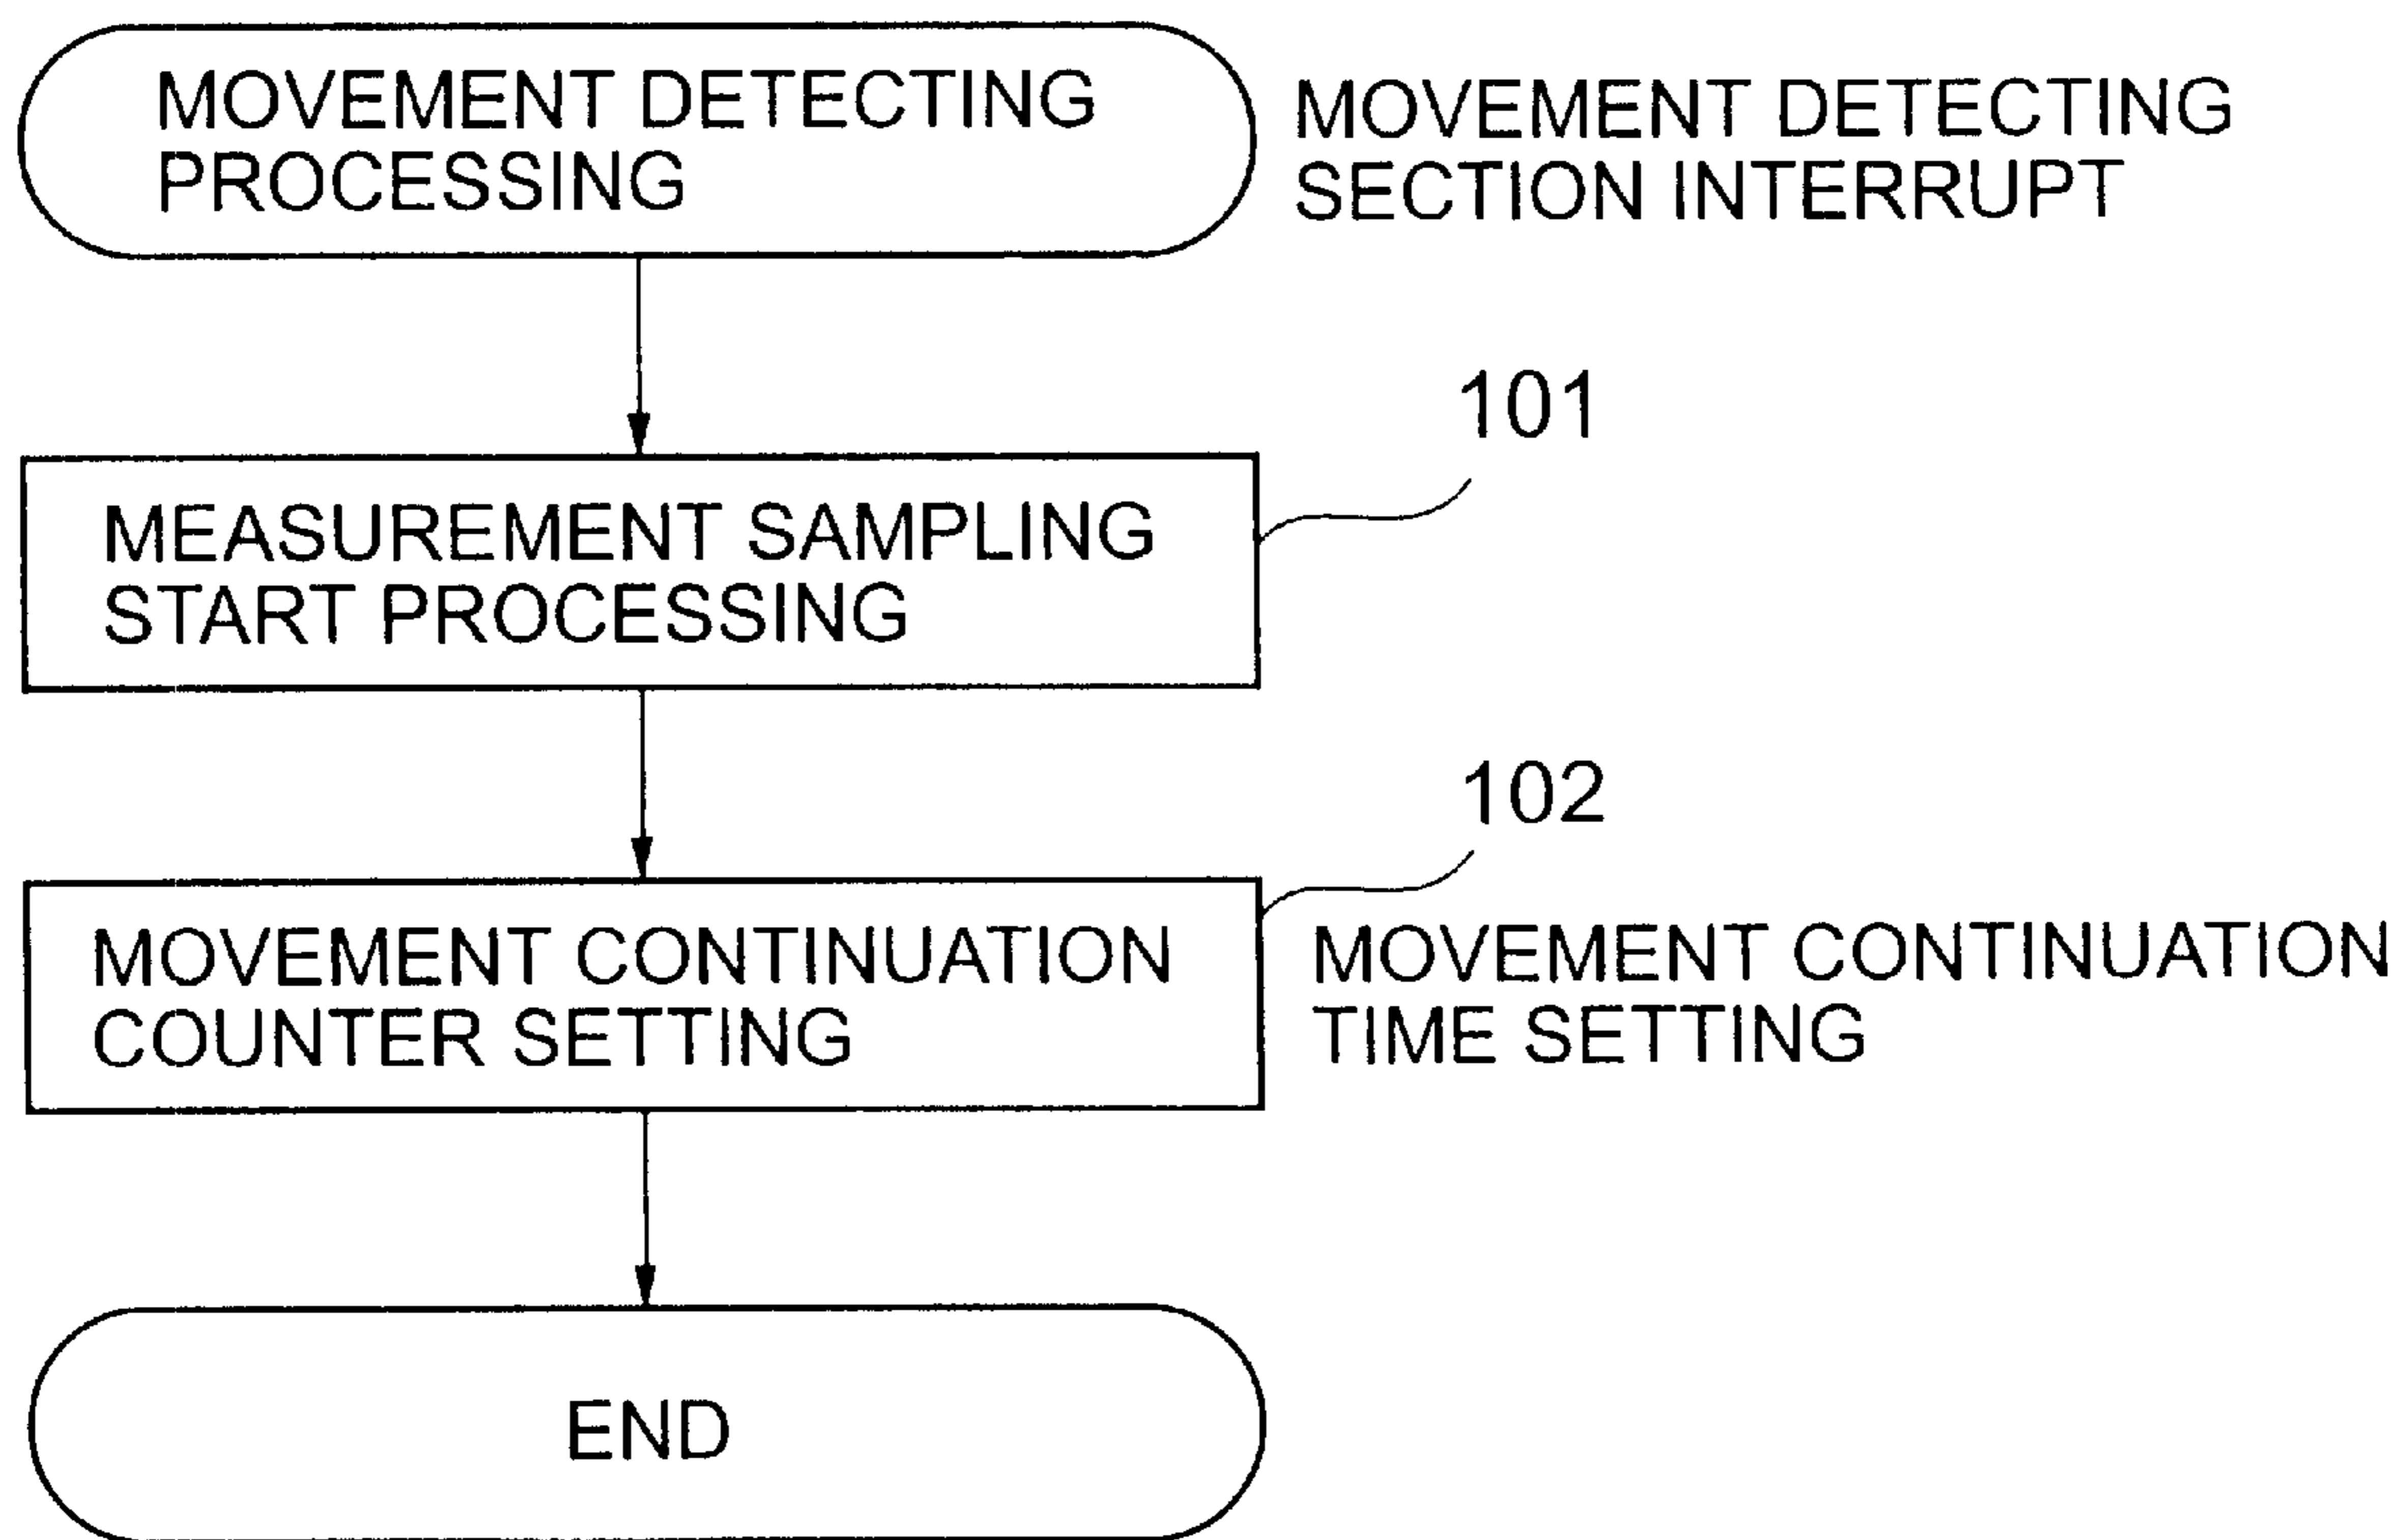 MOVEMENT DETECTING
PROCESSING
MOVEMENT DETECTING
SECTION INTERRUPT
101
MEASUREMENT SAMPLING
START PROCESSING
102
MOVEMENT CONTINUATION
COUNTER SETTING
MOVEMENT CONTINUATION
TIME SETTING
END